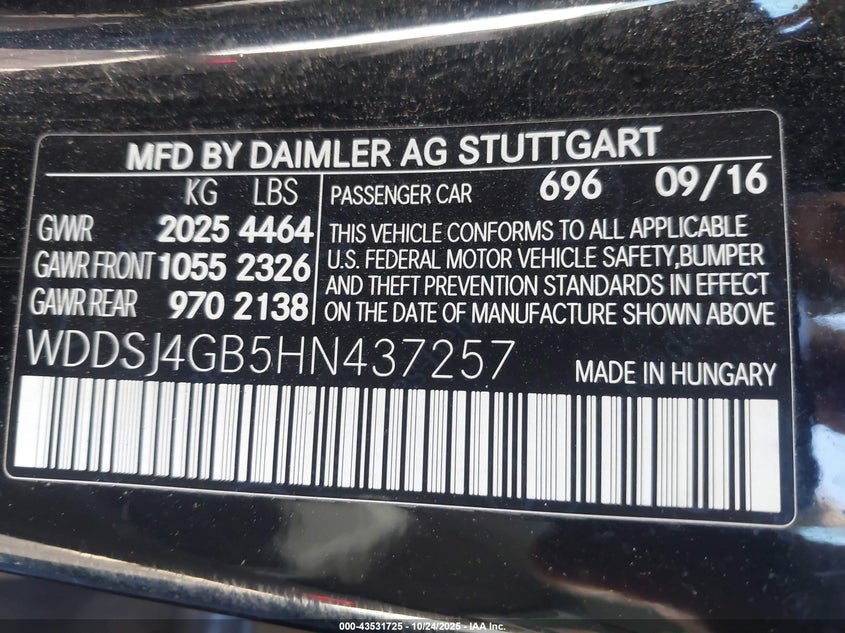 MFD BY DAIMLER AG STUTTGART
KG LBS
GWWR 2025 4464
GAWR FRONT 1055 2326
GAWR REAR 970 2138
PASSENGER CAR 696 09/16
THIS VEHICLE CONFORMS TO ALL APPLICABLE
U.S. FEDERAL MOTOR VEHICLE SAFETY,BUMPER
AND THEFT PREVENTION STANDARDS IN EFFECT
ON THE DATE OF MANUFACTURE SHOWN ABOVE
WDDSJ4GB5HN437257
MADE IN HUNGARY
000-43531725 - 10/24/2025 - IAA Inc.